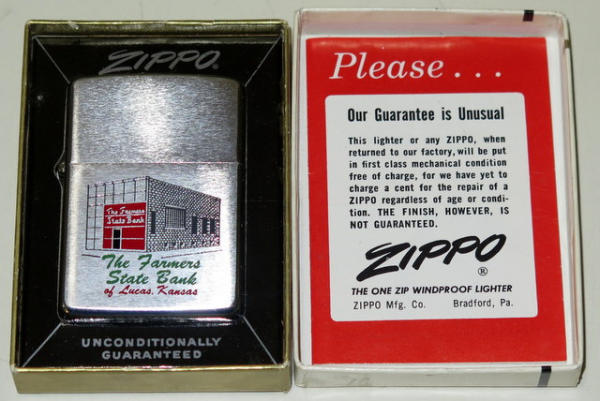 ZIPPO.
The Farmers
State Bank
The Farmers
State Bank
of Lucas, Kansas
UNCONDITIONALLY
GUARANTEED
Please...
Our Guarantee is Unusual
This lighter or any ZIPPO, when
returned to our factory, will be put
in first class mechanical condition
free of charge, for we have yet to
charge a cent for the repair of a
ZIPPO regardless of age or condi-
tion. THE FINISH, HOWEVER, IS
NOT GUARANTEED.
ZIPPO
®
THE ONE ZIP WINDPROOF LIGHTER
ZIPPO Mfg. Co. Bradford, Pa.